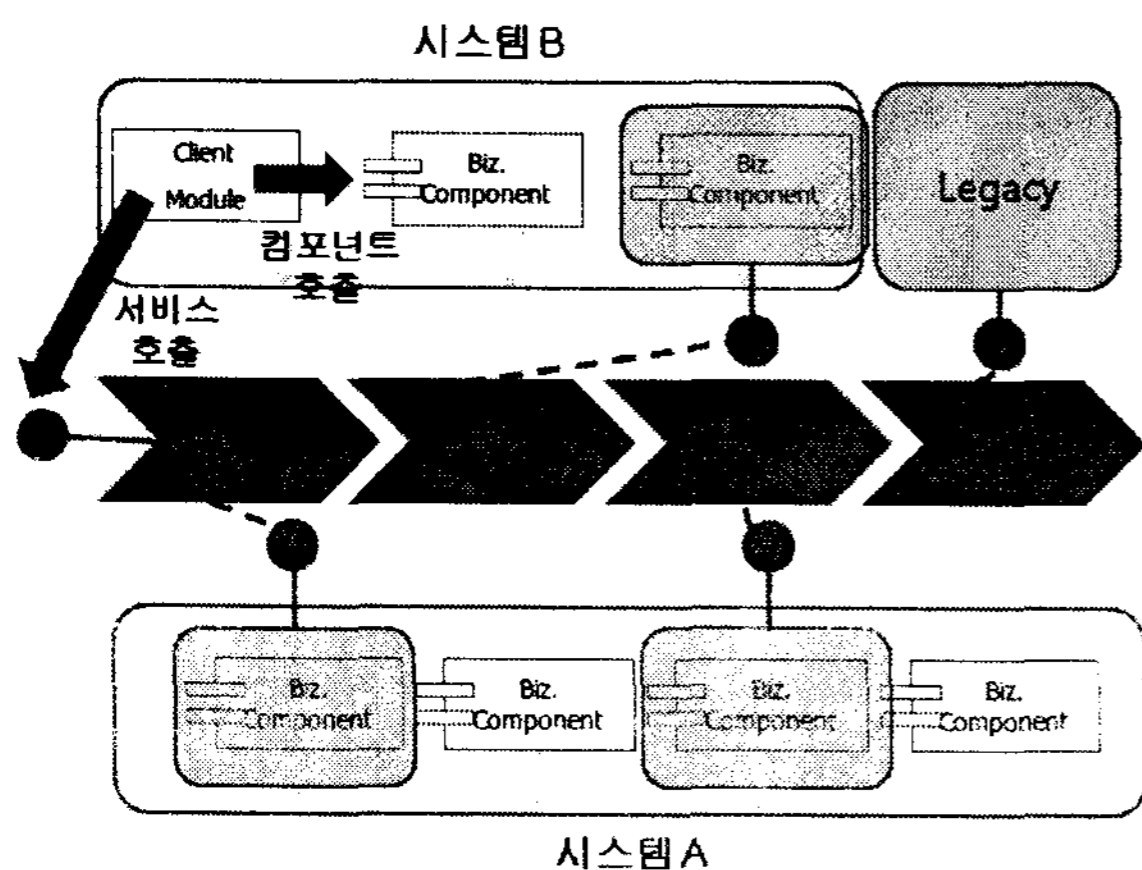 시스템B
Client
Module
Biz.
Component
Biz.
Component
Legacy
컴포넌트
호출
서비스
호출
Biz.
Component
Biz.
Component
Biz.
Component
Biz.
Component
시스템A